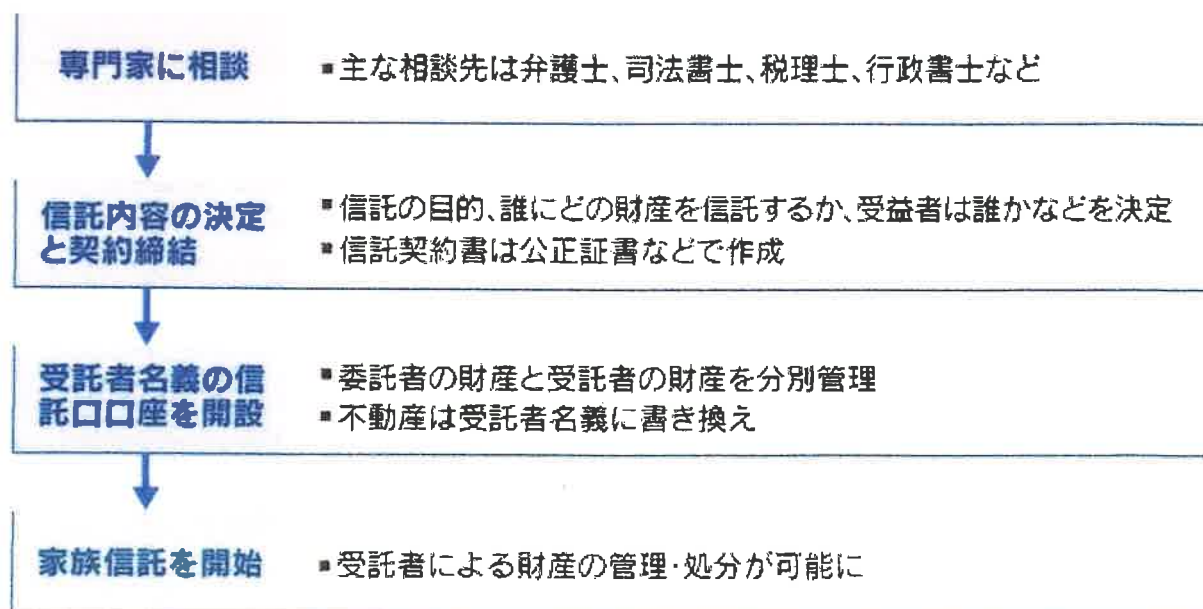 専門家に相談
▪主な相談先は弁護士、司法書士、税理士、行政書士など
信託内容の決定
と契約締結
▪信託の目的、誰にどの財産を信託するか、受益者は誰かなどを決定
▪信託契約書は公正証書などで作成
受託者名義の信
託口口座を開設
▪委託者の財産と受託者の財産を分別管理
▪不動産は受託者名義に書き換え
家族信託を開始
▪受託者による財産の管理・処分が可能に